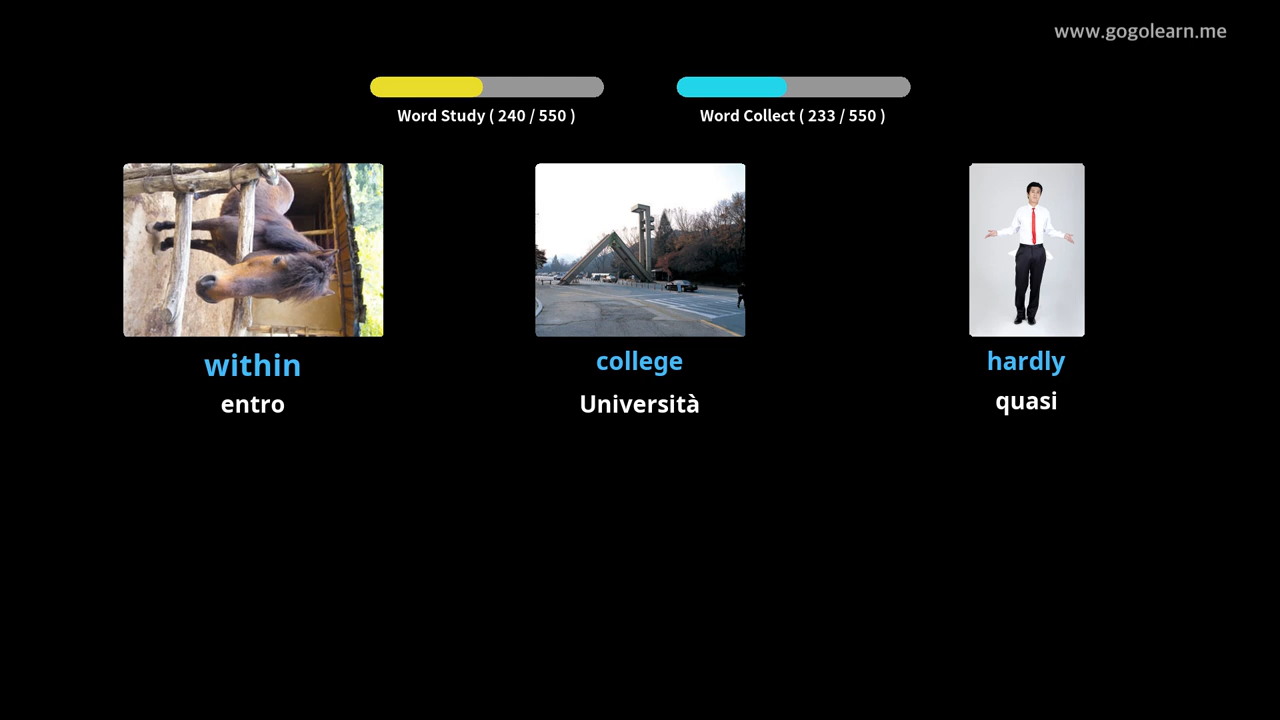 www.gogolearn.me
Word Study ( 240 / 550 )
Word Collect ( 233 / 550 )
within
entro
college
Università
hardly
quasi